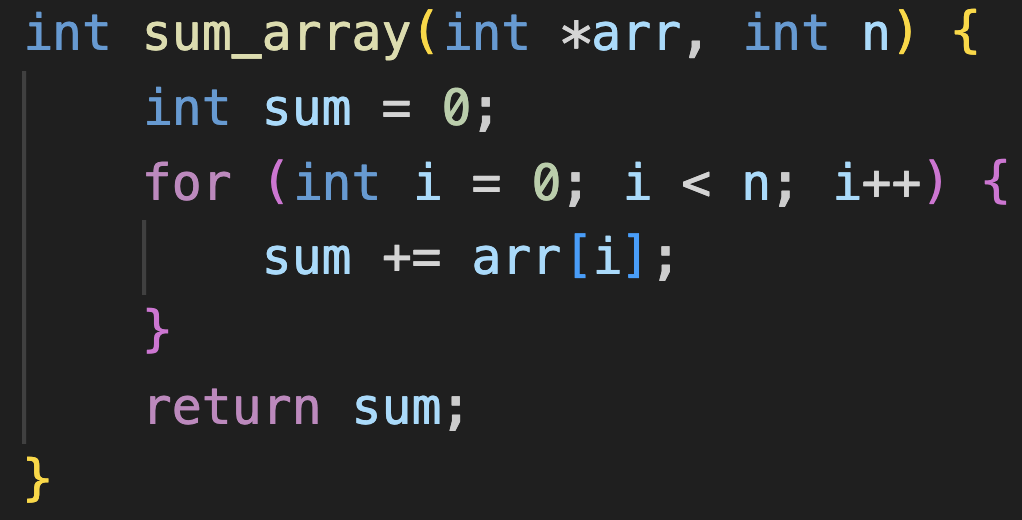 int sum_array(int *arr, int n) {
    int sum = 0;
    for (int i = 0; i < n; i++) {
        sum += arr[i];
    }
    return sum;
}